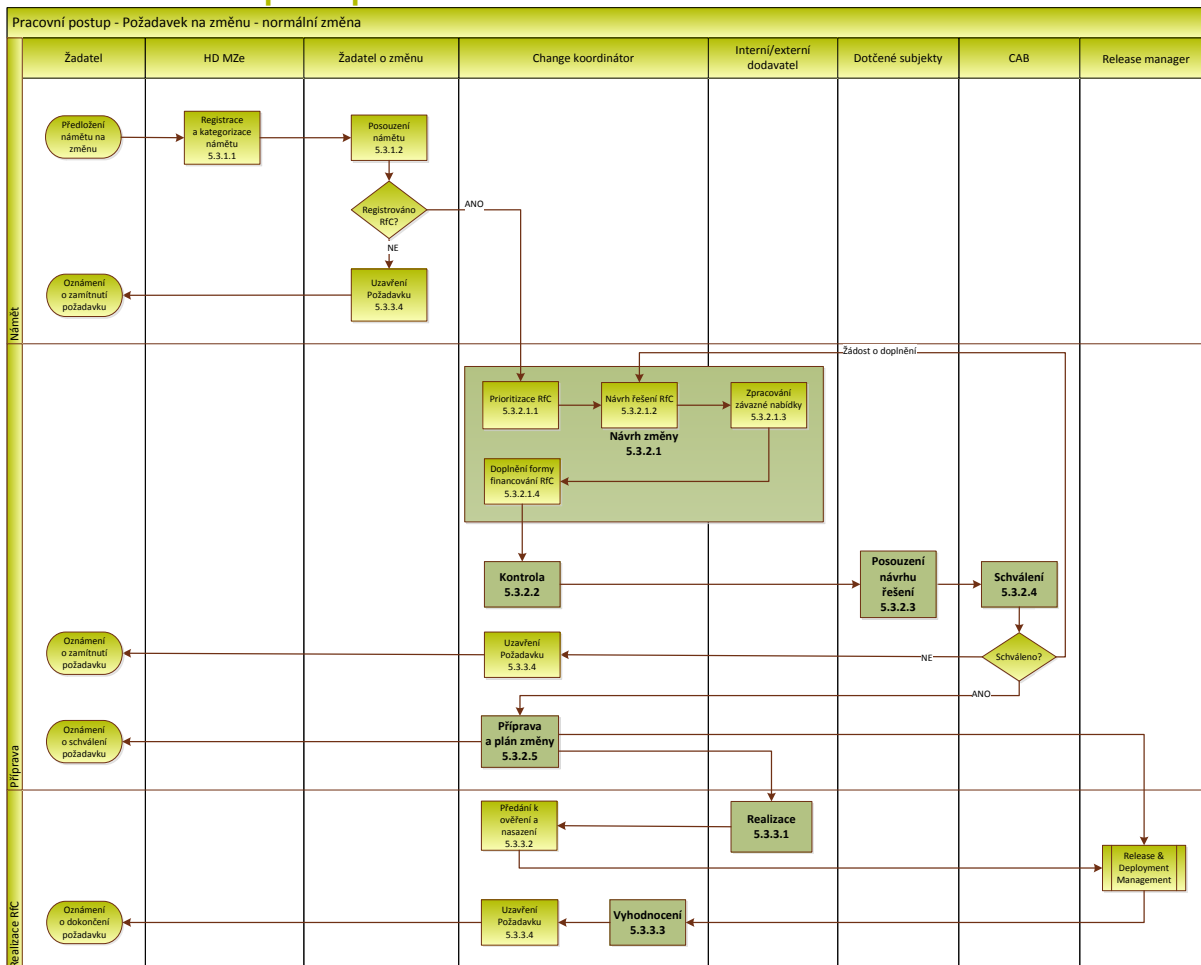 Pracovní postup - Požadavek na změnu - normální změna
Žadatel
HD MZe
Žadatel o změnu
Change koordinátor
Interní/externí
dodavatel
Dotčené subjekty
CAB
Release manager
Námět
Předložení
námětu na
změnu
Registrace
a kategorizace
námětu
5.3.1.1
Posouzení
námětu
5.3.1.2
Registrováno
RfC?
ANO
NE
Oznámení
o zamítnutí
požadavku
Uzavření
Požadavku
5.3.3.4
Příprava
Žádost o doplnění
Prioritizace RfC
5.3.2.1.1
Návrh řešení RfC
5.3.2.1.2
Zpracování
závazné nabídky
5.3.2.1.3
Návrh změny
5.3.2.1
Doplnění formy
financování RfC
5.3.2.1.4
Kontrola
5.3.2.2
Posouzení
návrhu
řešení
5.3.2.3
Schválení
5.3.2.4
Oznámení
o zamítnutí
požadavku
Uzavření
Požadavku
5.3.3.4
NE
Schváleno?
ANO
Oznámení
o schválení
požadavku
Příprava
a plán změny
5.3.2.5
Realizace RfC
Předání k
ověření a
nasazení
5.3.3.2
Realizace
5.3.3.1
Release &
Deployment
Management
Oznámení
o dokončení
požadavku
Uzavření
Požadavku
5.3.3.4
Vyhodnocení
5.3.3.3